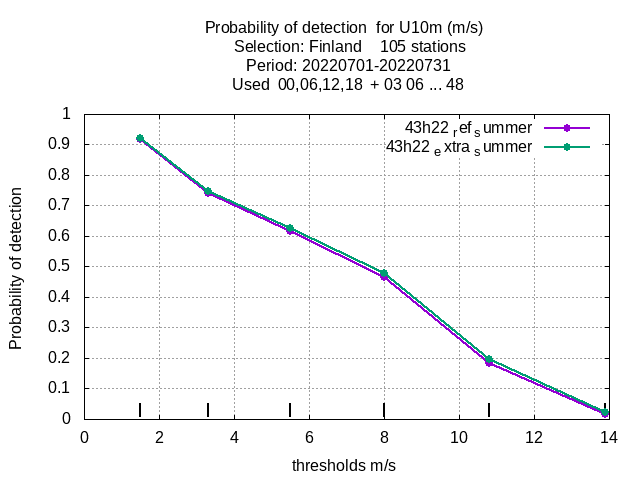 Probability of detection  for U10m (m/s)
Selection: Finland    105 stations
Period: 20220701-20220731
Used  00,06,12,18  + 03 06 ... 48
43h22 ref summer
43h22 extra summer
1
0.9
0.8
0.7
0.6
0.5
0.4
0.3
0.2
0.1
0
Probability of detection
0 2 4 6 8 10 12 14
thresholds m/s